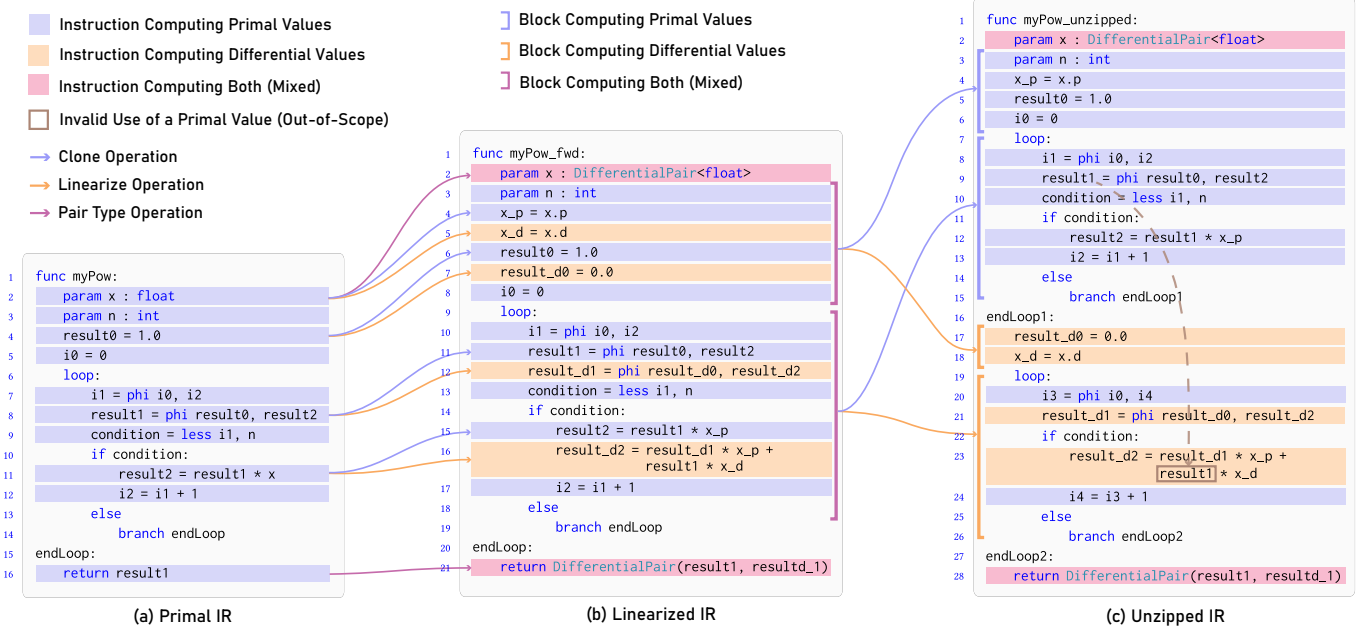 Instruction Computing Primal Values
Instruction Computing Differential Values
Instruction Computing Both (Mixed)
Invalid Use of a Primal Value (Out-of-Scope)
Clone Operation
Linearize Operation
Pair Type Operation
Block Computing Primal Values
Block Computing Differential Values
Block Computing Both (Mixed)
1 func myPow:
2 param x : float
3 param n : int
4 result0 = 1.0
5 i0 = 0
6 loop:
7 i1 = phi i0, i2
8 result1 = phi result0, result2
9 condition = less i1, n
10 if condition:
11 result2 = result1 * x
12 i2 = i1 + 1
13 else
14 branch endLoop
15 endLoop:
16 return result1
(a) Primal IR
1 func myPow_fwd:
2 param x : DifferentialPair<float>
3 param n : int
4 x_p = x.p
5 x_d = x.d
6 result0 = 1.0
7 result_d0 = 0.0
8 i0 = 0
9 loop:
10 i1 = phi i0, i2
11 result1 = phi result0, result2
12 result_d1 = phi result_d0, result_d2
13 condition = less i1, n
14 if condition:
15 result2 = result1 * x_p
16 result_d2 = result_d1 * x_p +
result1 * x_d
17 i2 = i1 + 1
18 else
19 branch endLoop
20 endLoop:
21 return DifferentialPair(result1, resultd_1)
(b) Linearized IR
1 func myPow_unzipped:
2 param x : DifferentialPair<float>
3 param n : int
4 x_p = x.p
5 result0 = 1.0
6 i0 = 0
7 loop:
8 i1 = phi i0, i2
9 result1 = phi result0, result2
10 condition = less i1, n
11 if condition:
12 result2 = result1 * x_p
13 i2 = i1 + 1
14 else
15 branch endLoop1
16 endLoop1:
17 result_d0 = 0.0
18 x_d = x.d
19 loop:
20 i3 = phi i0, i4
21 result_d1 = phi result_d0, result_d2
22 if condition:
23 result_d2 = result_d1 * x_p +
result1 * x_d
24 i4 = i3 + 1
25 else
26 branch endLoop2
27 endLoop2:
28 return DifferentialPair(result1, resultd_1)
(c) Unzipped IR